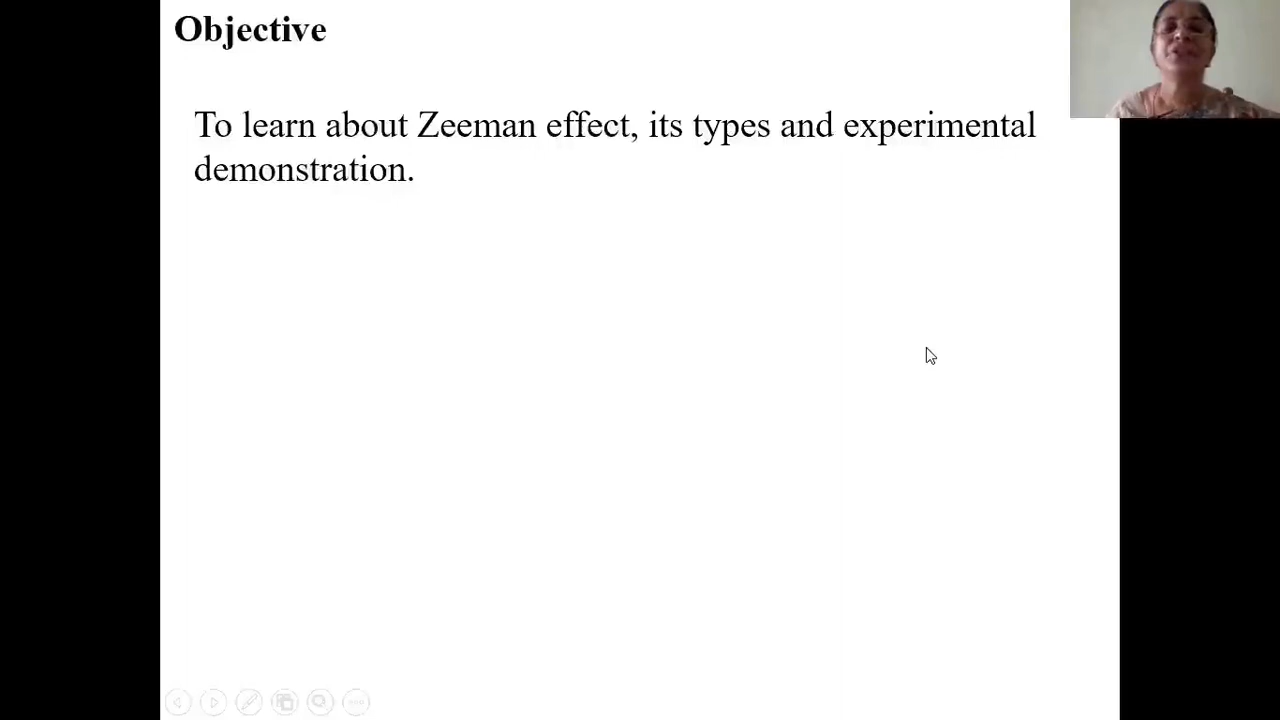 Objective
To learn about Zeeman effect, its types and experimental
demonstration.